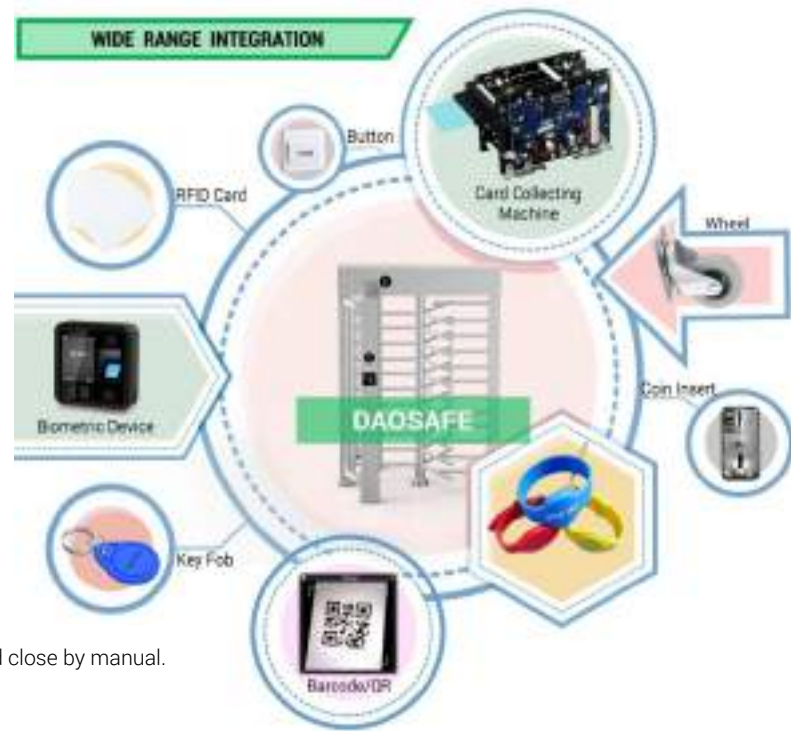 WIDE RANGE INTEGRATION
Button
RFID Card
Card Collecting
Machine
Wheel
Biometric Device
DAOSAFE
Coin Insert
Key Fob
close by manual.
Barcode/QR